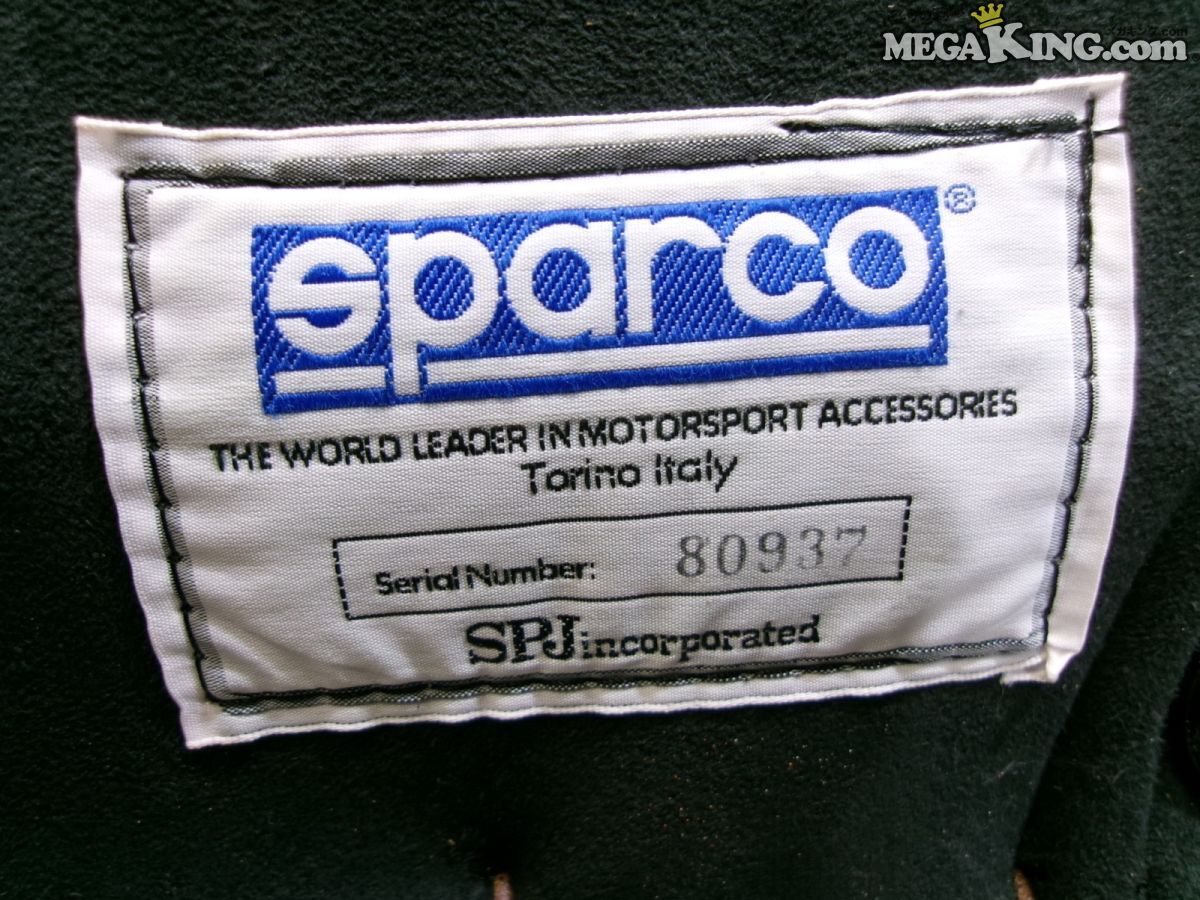 MEGAKING.com
sparco®
THE WORLD LEADER IN MOTORSPORT ACCESSORIES
Torino Italy
Serial Number: 80937
SPJ incorporated